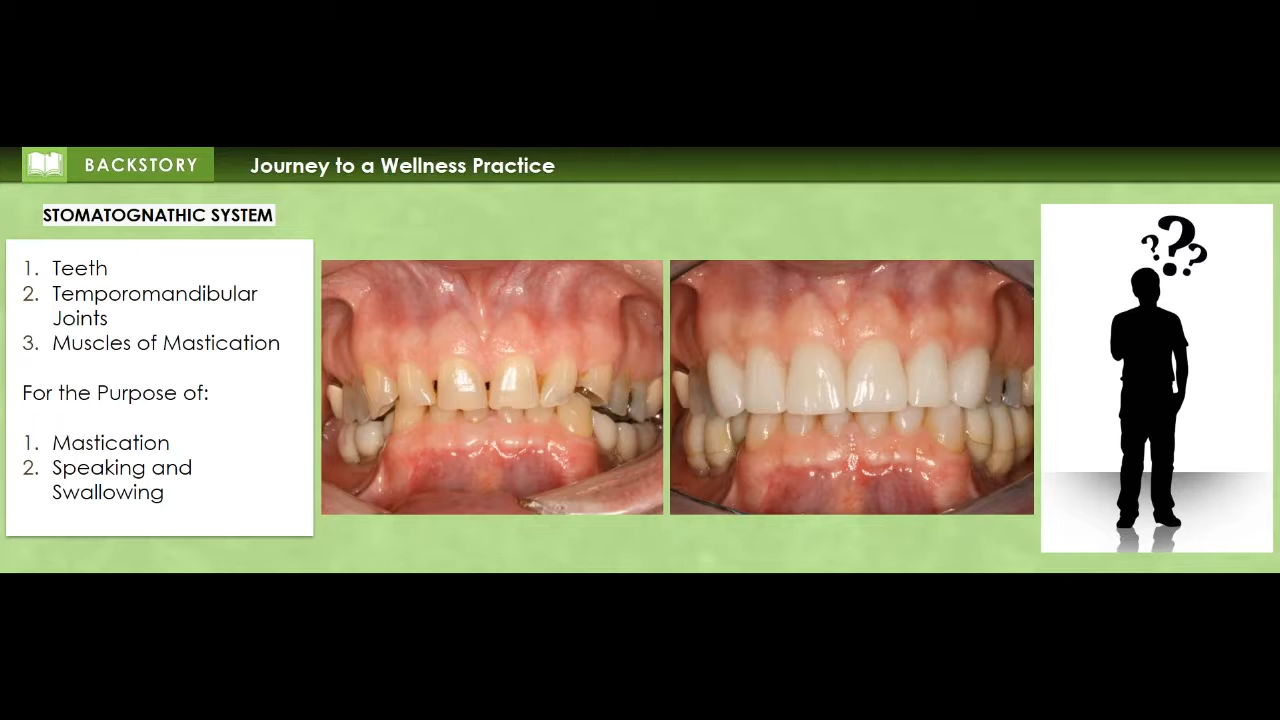 BACKSTORY
Journey to a Wellness Practice
STOMATOGNATHIC SYSTEM
1. Teeth
2. Temporomandibular
Joints
3. Muscles of Mastication
For the Purpose of:
1. Mastication
2. Speaking and
Swallowing
? ? ? ?